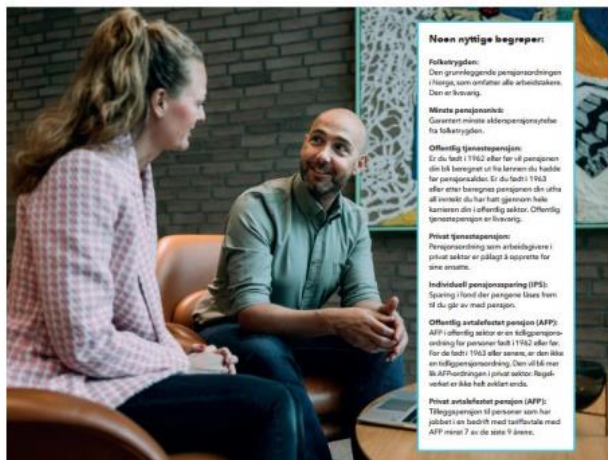 Noen nyttige begreper:
Folketrygden:
Den grunnleggende pensjonsordningen
i Norge, som omfatter alle arbeidstakere.
Den er livsvarig.
Minste pensjonsnivå:
Garantert minste alderspensjonsytelse
fra folketrygden.
Offentlig tjenestepensjon:
Er du født i 1962 eller før vil pensjonen
din bli beregnet ut fra lønnen du hadde
før pensjonsalder. Er du født i 1963
eller etter beregnes pensjonen din utfra
all inntekt du har hatt gjennom hele
karrieren din i offentlig sektor. Offentlig
tjenestepensjon er livsvarig.
Privat tjenestepensjon:
Pensjonsordning som arbeidsgivere i
privat sektor er pålagt å opprette for
sine ansatte.
Individuell pensjonssparing (IPS):
Sparing i fond der pengene låses frem
til du går av med pensjon.
Offentlig avtalefestet pensjon (AFP):
AFP i offentlig sektor er en tidligpensjons-
ordning for personer født i 1962 eller før.
For de født i 1963 eller senere, er den ikke
en tidligpensjonsordning. Den vil bli mer
lik AFP-ordningen i privat sektor. Regel-
verket er ikke helt avklart enda.
Privat avtalefestet pensjon (AFP):
Tilleggspensjon til personer som har
jobbet i en bedrift med tariffavtale med
AFP minst 7 av de siste 9 årene.